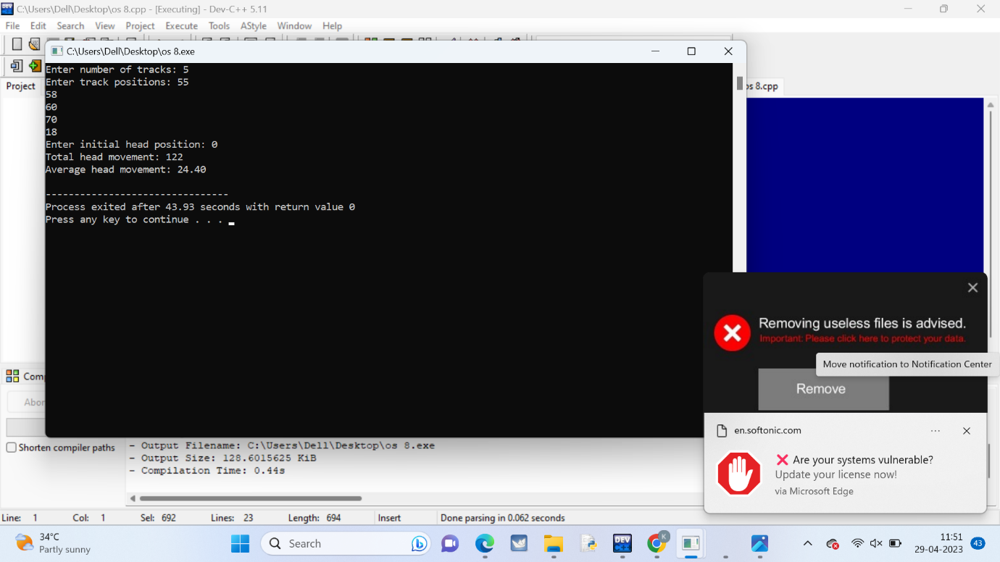 C:\Users\Dell\Desktop\os 8.cpp - [Executing] - Dev-C++ 5.11
File Edit Search View Project Execute Tools AStyle Window Help
C:\Users\Dell\Desktop\os 8.exe
Project
os 8.cpp
Enter number of tracks: 5
Enter track positions: 55
58
60
70
18
Enter initial head position: 0
Total head movement: 122
Average head movement: 24.40
--------------------------------
Process exited after 43.93 seconds with return value 0
Press any key to continue . . .
Removing useless files is advised.
Important: Please click here to protect your data.
Move notification to Notification Center
Remove
en.softonic.com
Are your systems vulnerable?
Update your license now!
via Microsoft Edge
Comp
Abor
Shorten compiler paths
- Output Filename: C:\Users\Dell\Desktop\os 8.exe
- Output Size: 128.6015625 KiB
- Compilation Time: 0.44s
Line: 1 Col: 1 Sel: 692 Lines: 23 Length: 694 Insert Done parsing in 0.062 seconds
34°C
Partly sunny
Search
DEV
K
11:51
29-04-2023
43